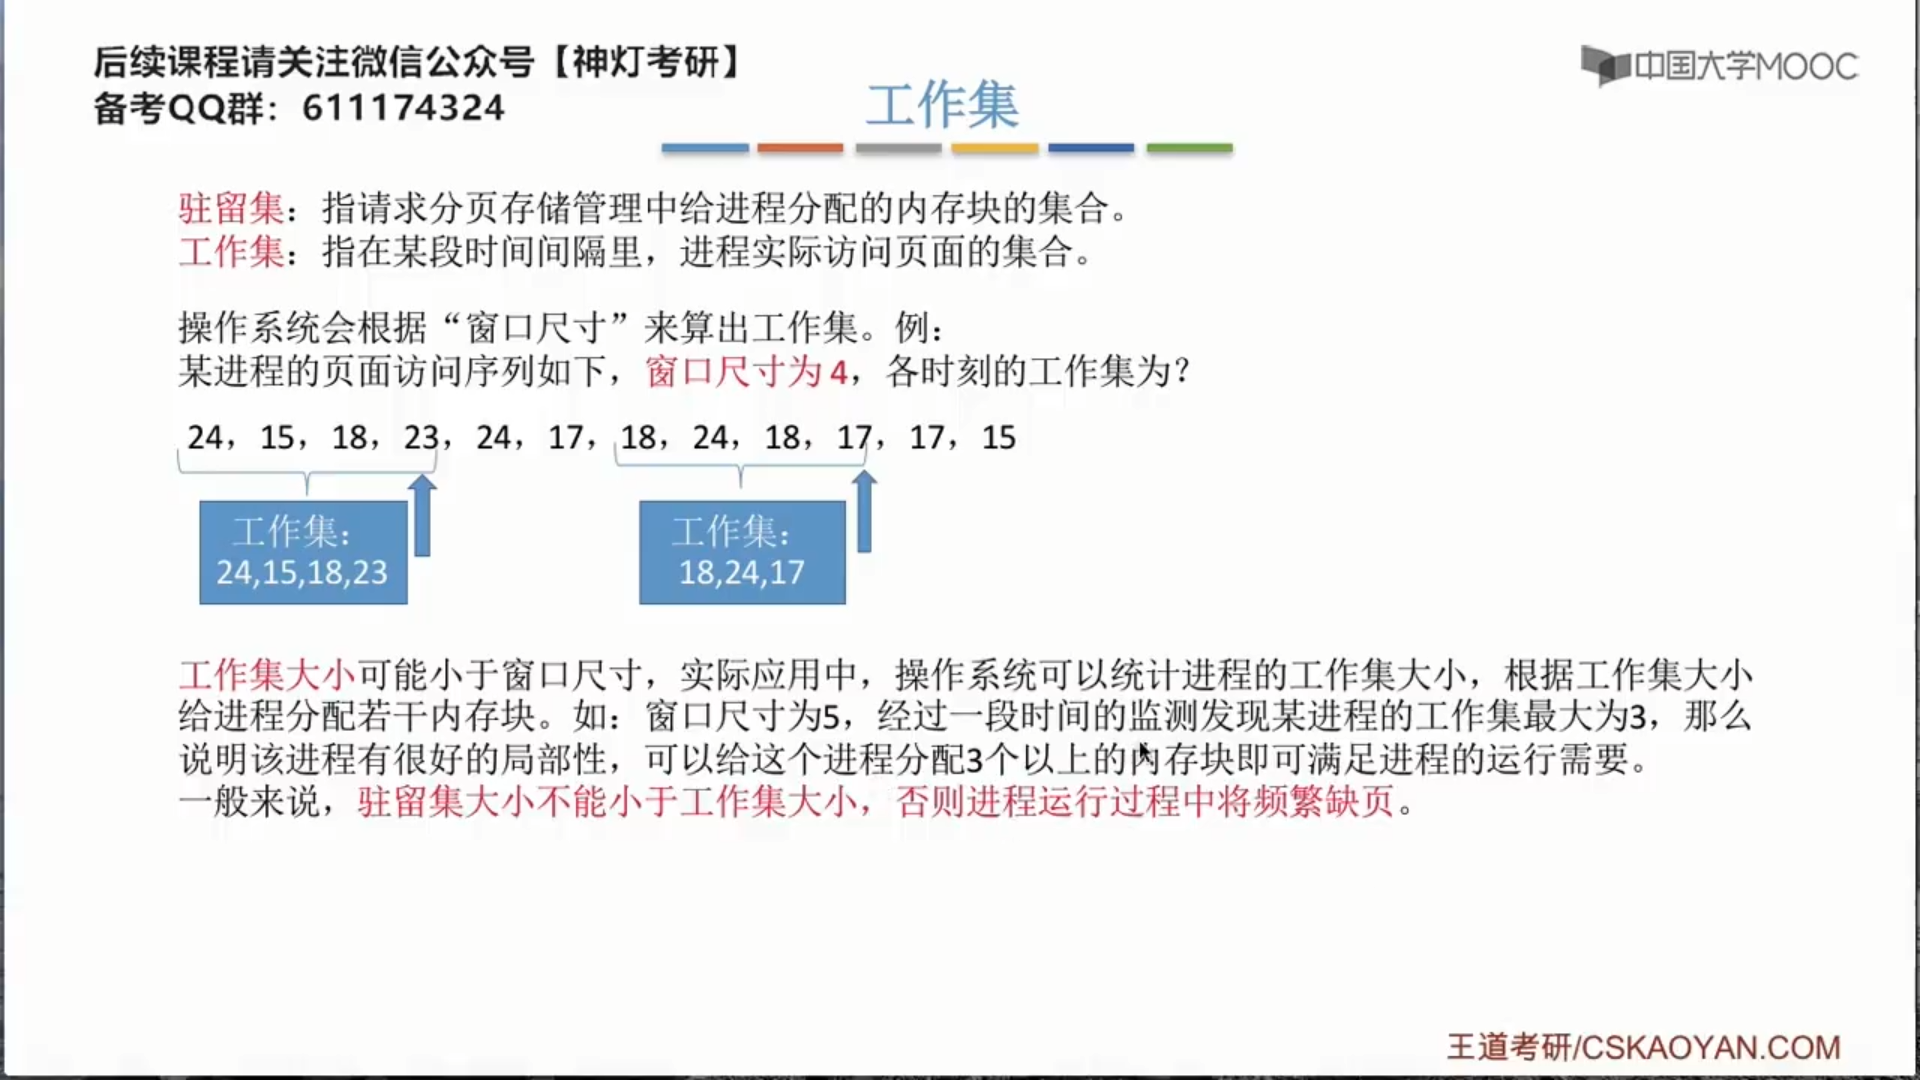 后续课程请关注微信公众号【神灯考研】
备考QQ群：611174324
中国大学MOOC
工作集
驻留集：指请求分页存储管理中给进程分配的内存块的集合。
工作集：指在某段时间间隔里，进程实际访问页面的集合。
操作系统会根据“窗口尺寸”来算出工作集。例：
某进程的页面访问序列如下，窗口尺寸为4，各时刻的工作集为？
24，15，18，23，24，17，18，24，18，17，17，15
工作集：
24,15,18,23
工作集：
18,24,17
工作集大小可能小于窗口尺寸，实际应用中，操作系统可以统计进程的工作集大小，根据工作集大小
给进程分配若干内存块。如：窗口尺寸为5，经过一段时间的监测发现某进程的工作集最大为3，那么
说明该进程有很好的局部性，可以给这个进程分配3个以上的内存块即可满足进程的运行需要。
一般来说，驻留集大小不能小于工作集大小，否则进程运行过程中将频繁缺页。
王道考研/CSKAOYAN.COM